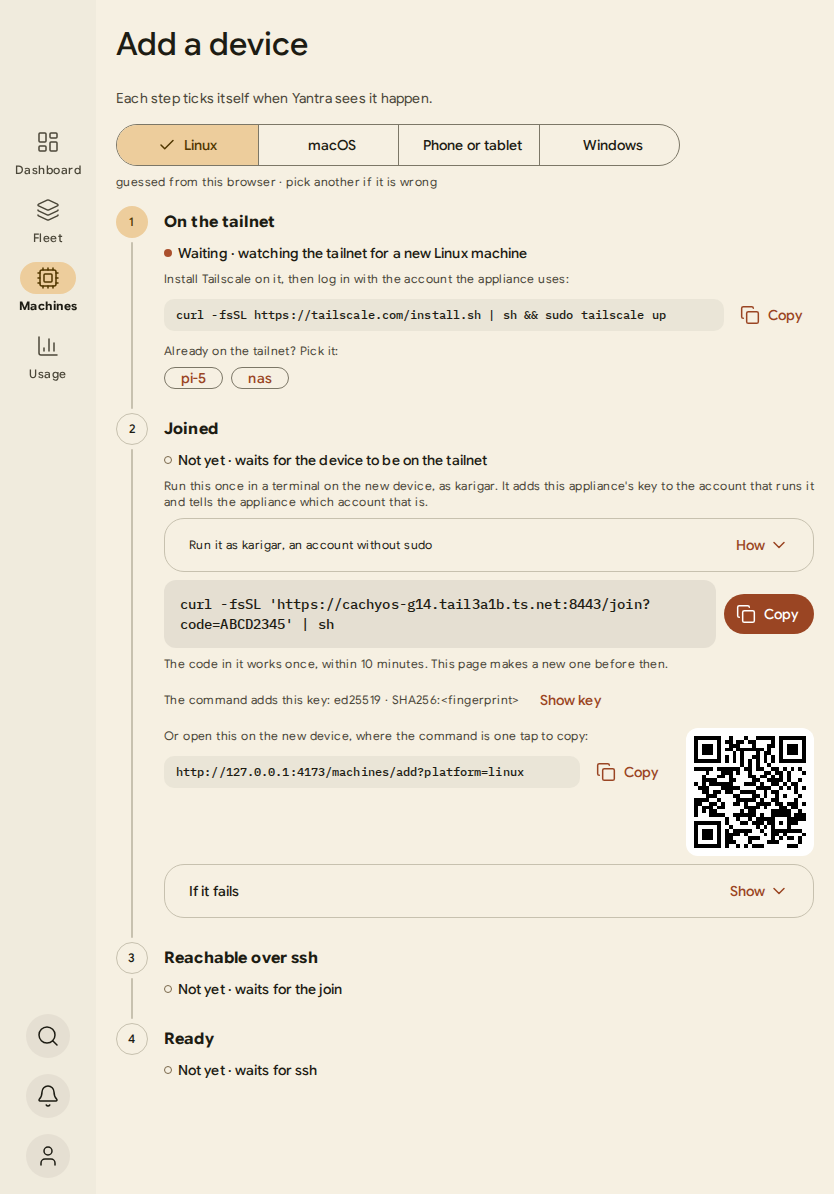 Add a device
Each step ticks itself when Yantra sees it happen.
Dashboard
Fleet
Machines
Usage
Linux
macOS
Phone or tablet
Windows
guessed from this browser · pick another if it is wrong
1
On the tailnet
Waiting · watching the tailnet for a new Linux machine
Install Tailscale on it, then log in with the account the appliance uses:
curl -fsSL https://tailscale.com/install.sh | sh && sudo tailscale up
Copy
Already on the tailnet? Pick it:
pi-5
nas
2
Joined
Not yet · waits for the device to be on the tailnet
Run this once in a terminal on the new device, as karigar. It adds this appliance's key to the account that runs it
and tells the appliance which account that is.
Run it as karigar, an account without sudo
How
curl -fsSL 'https://cachyos-g14.tail3a1b.ts.net:8443/join?
code=ABCD2345' | sh
Copy
The code in it works once, within 10 minutes. This page makes a new one before then.
The command adds this key: ed25519 · SHA256:<fingerprint>
Show key
Or open this on the new device, where the command is one tap to copy:
http://127.0.0.1:4173/machines/add?platform=linux
Copy
If it fails
Show
3
Reachable over ssh
Not yet · waits for the join
4
Ready
Not yet · waits for ssh